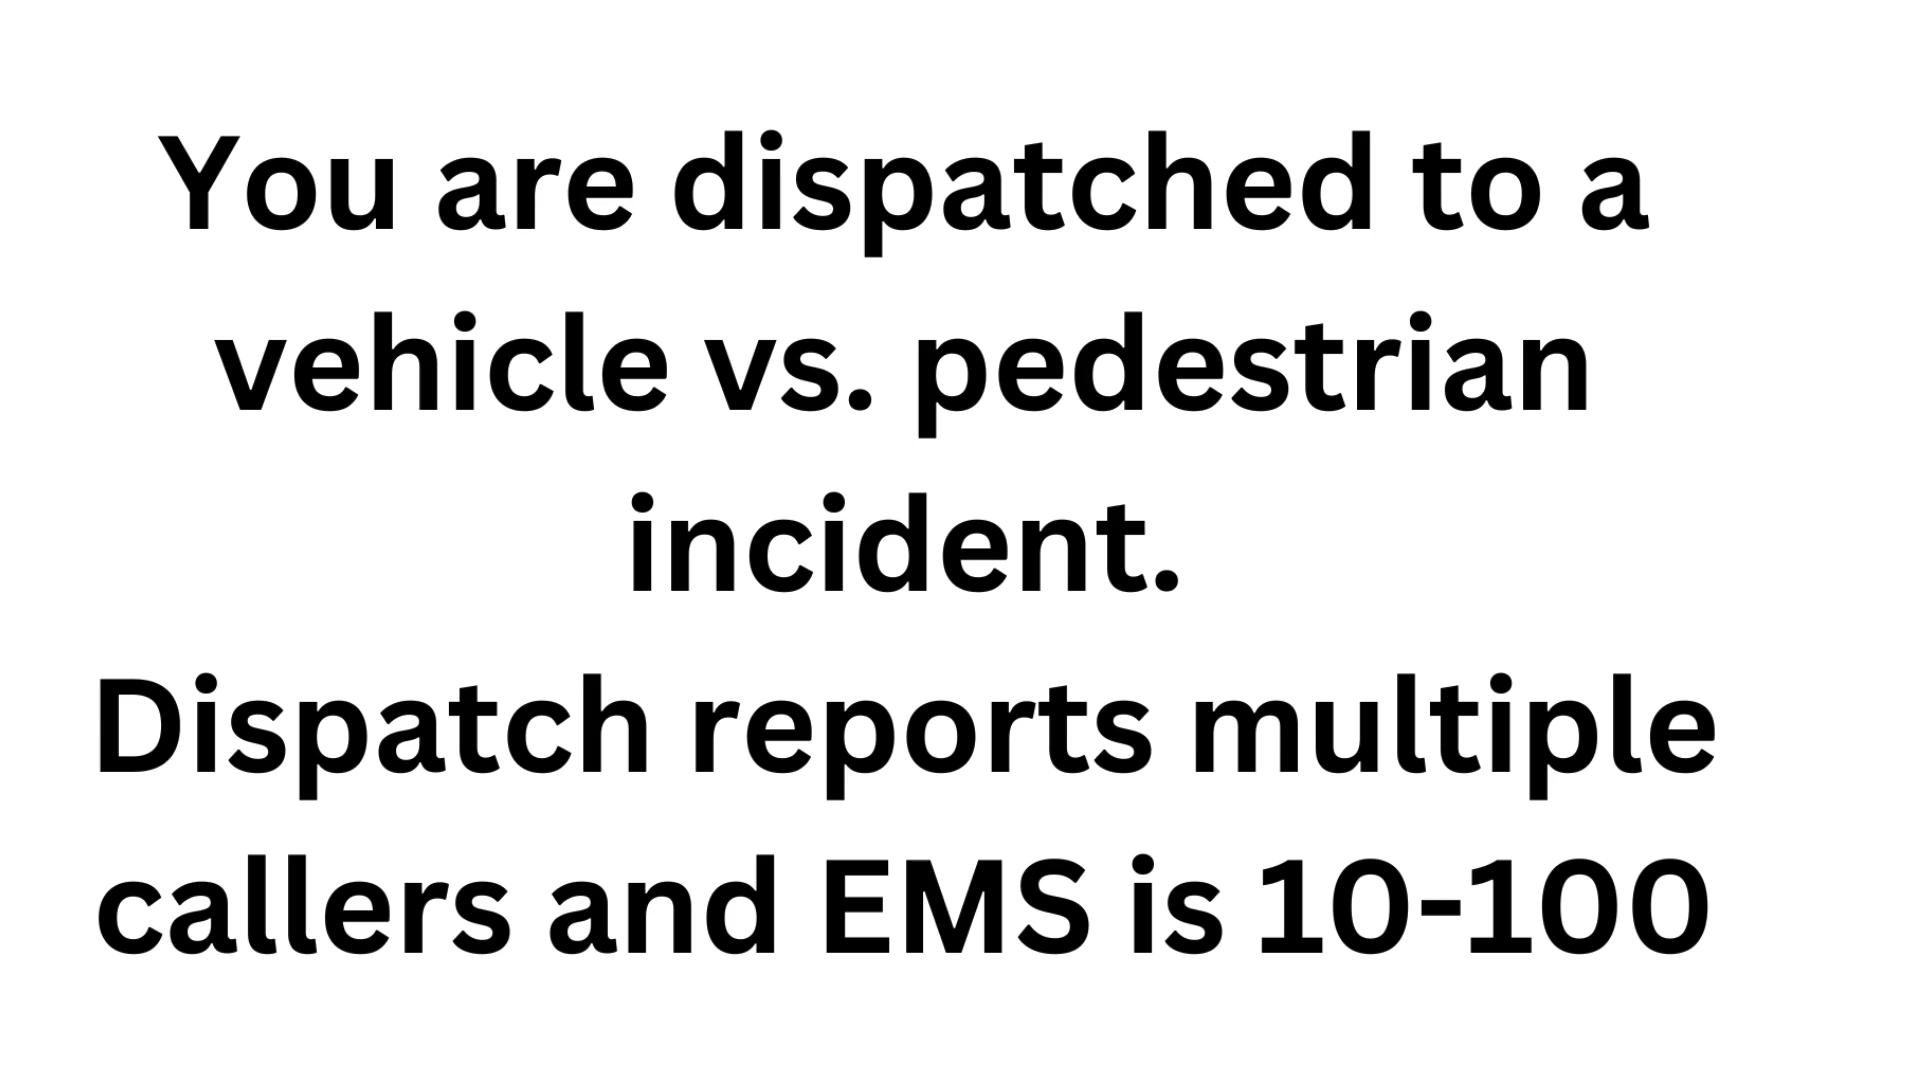 You are dispatched to a
vehicle vs. pedestrian
incident.
Dispatch reports multiple
callers and EMS is 10-100